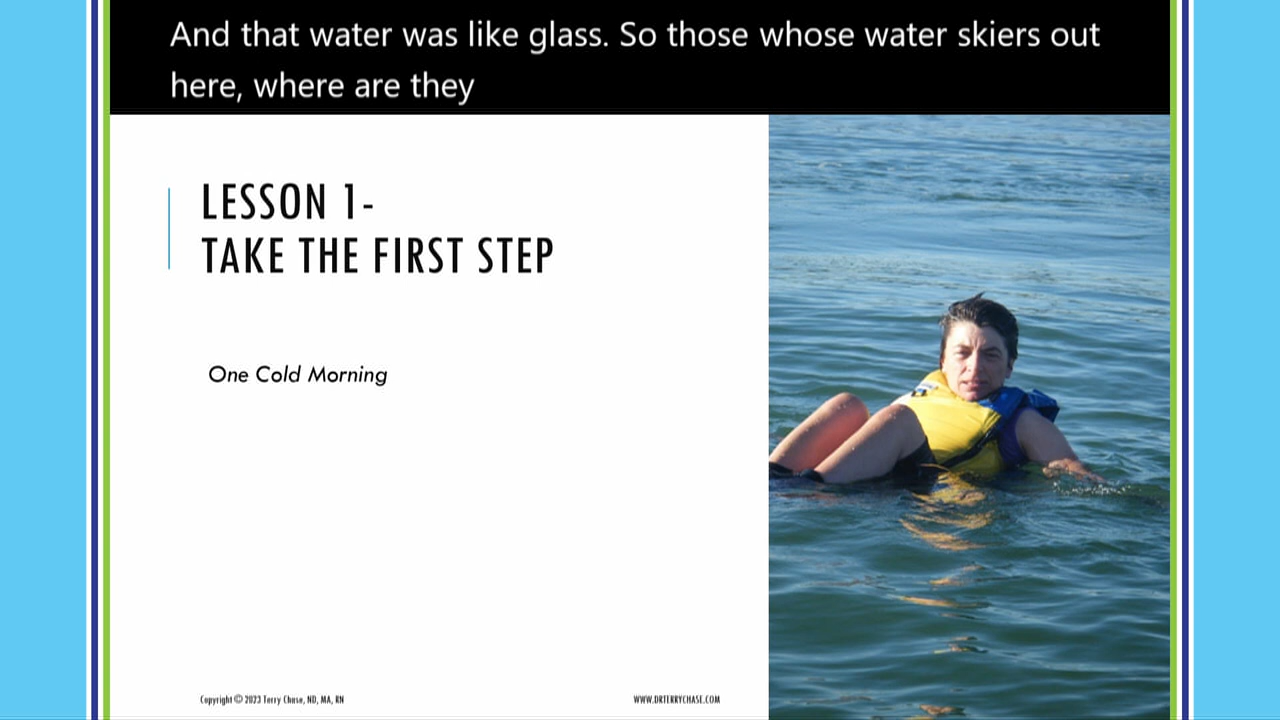 And that water was like glass. So those whose water skiers out
here, where are they
LESSON 1-
TAKE THE FIRST STEP
One Cold Morning
Copyright © 2023 Terry Chase, ND, MA, RN
WWW.DRTERRYCHASE.COM